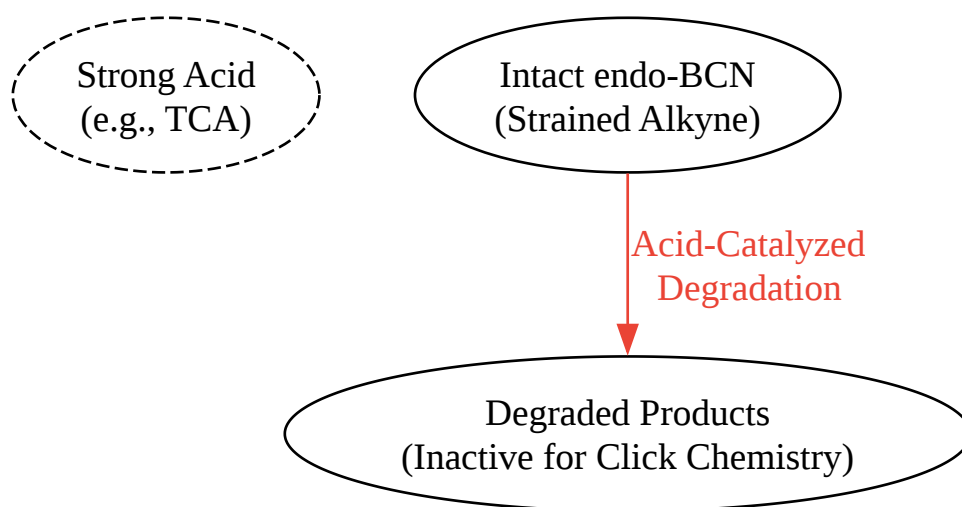 Strong Acid
(e.g., TCA)
Intact endo-BCN
(Strained Alkyne)
Acid-Catalyzed
Degradation
Degraded Products
(Inactive for Click Chemistry)